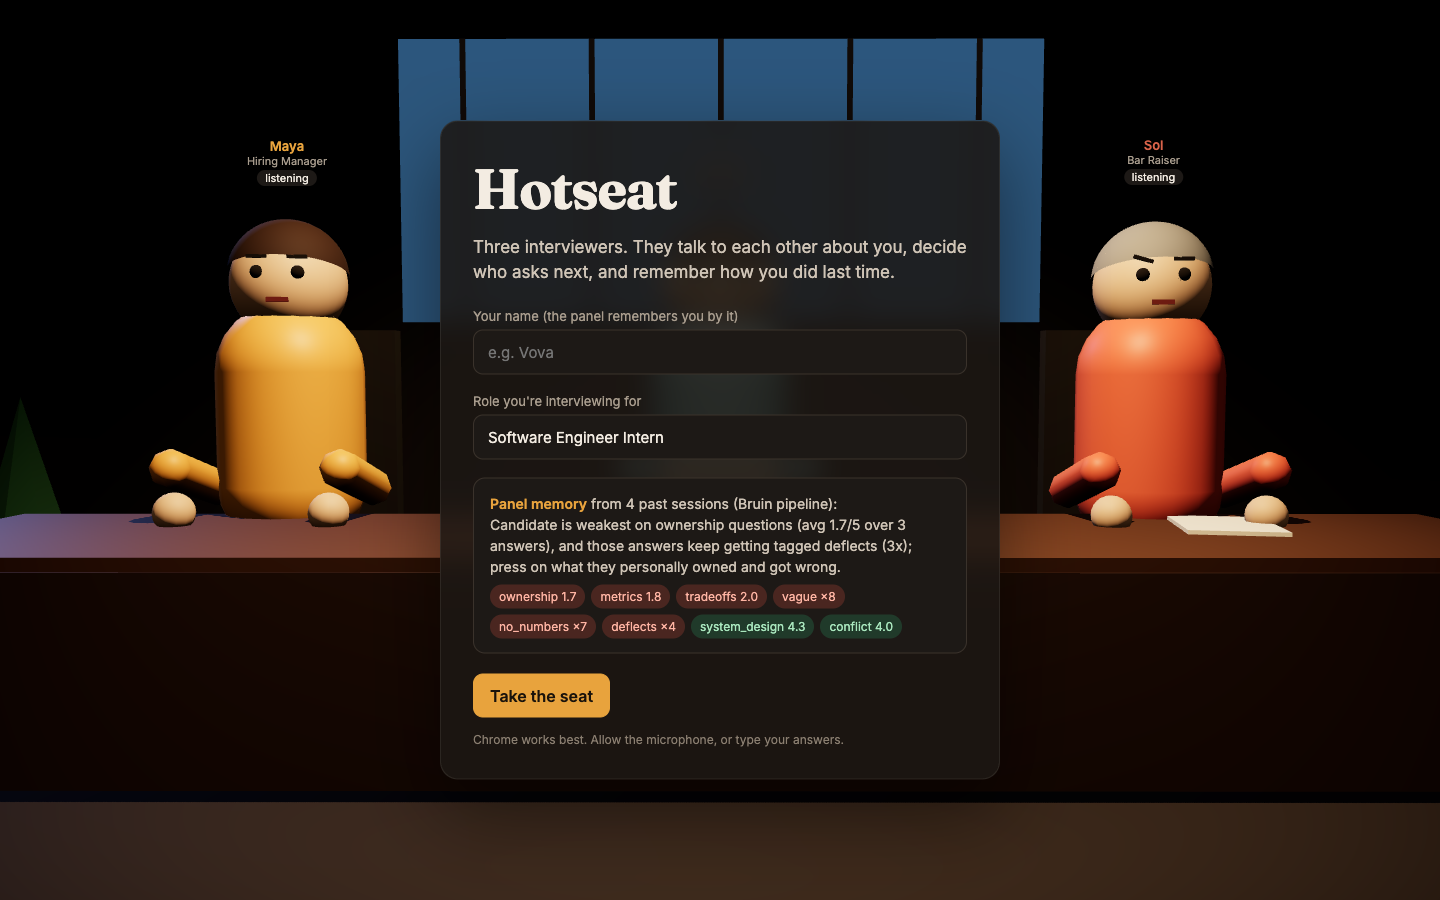 Maya
Hiring Manager
listening
Sol
Bar Raiser
listening
Hotseat
Three interviewers. They talk to each other about you, decide
who asks next, and remember how you did last time.
Your name (the panel remembers you by it)
e.g. Vova
Role you're interviewing for
Software Engineer Intern
Panel memory from 4 past sessions (Bruin pipeline):
Candidate is weakest on ownership questions (avg 1.7/5 over 3
answers), and those answers keep getting tagged deflects (3x);
press on what they personally owned and got wrong.
ownership 1.7 metrics 1.8 tradeoffs 2.0 vague ×8
no_numbers ×7 deflects ×4 system_design 4.3 conflict 4.0
Take the seat
Chrome works best. Allow the microphone, or type your answers.